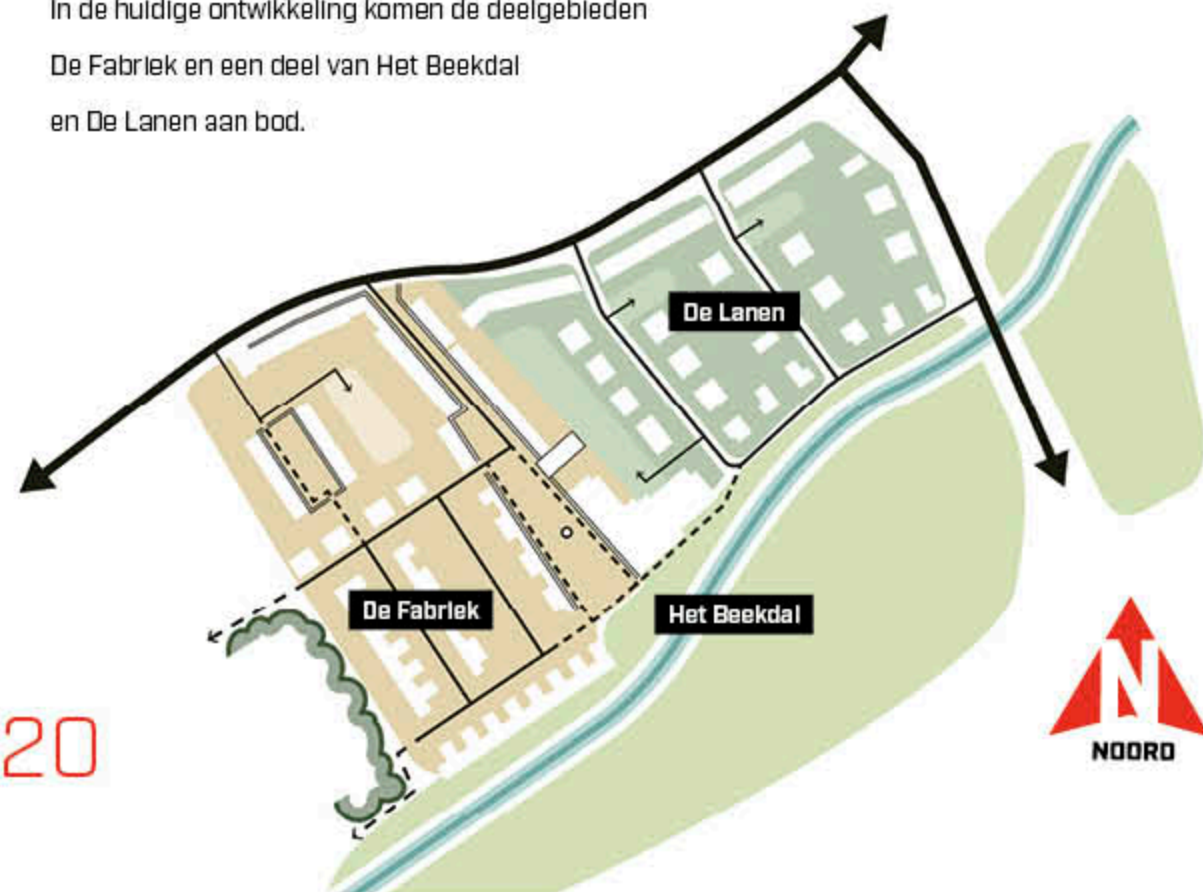 In de huidige ontwikkeling komen de deelgebieden
De Fabriek en een deel van Het Beekdal
en De Lanen aan bod.
De Lanen
De Fabriek
Het Beekdal
N
NOORD
20